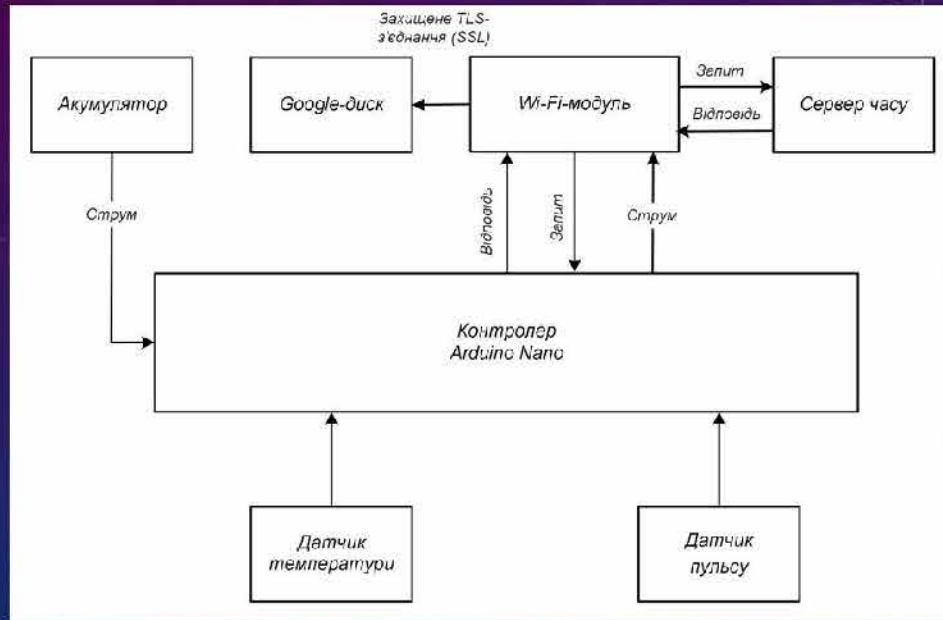 Захищене TLS-
з'єднання (SSL)
Акумулятор
Google-диск
Wi-Fi-модуль
Запит
Відповідь
Сервер часу
Струм
Відповідь
Запит
Струм
Контролер
Arduino Nano
Датчик
температури
Датчик
пульсу